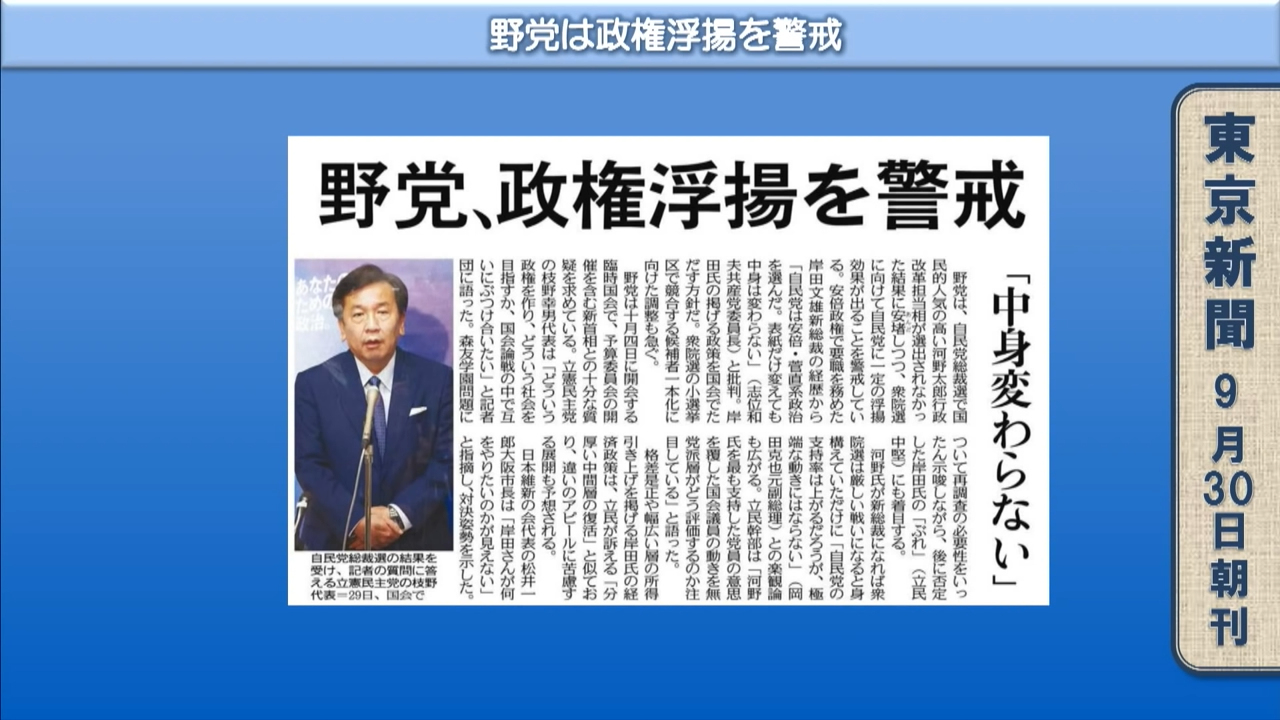 野党は政権浮揚を警戒
東京新聞 9月30日朝刊
野党、政権浮揚を警戒
「中身変わらない」
野党は、自民党総裁選で国
民的人気の高い河野太郎行政
改革担当相が選出されなかっ
た結果に安堵しつつ、衆院選
に向けて自民党に一定の浮揚
効果が出ることを警戒してい
る。安倍政権で要職を務めた
岸田文雄新総裁の経歴から
「自民党は安倍・菅直系政治
を選んだ。表紙だけ変えても
中身は変わらない」（志位和
夫共産党委員長）と批判。岸
田氏の掲げる政策を国会でた
だす方針だ。衆院選の小選挙
区で競合する候補者一本化に
向けた調整も急ぐ。
野党は十月四日に開会する
臨時国会で、予算委員会の開
催を含む新首相との十分な質
疑を求めている。立憲民主党
の枝野幸男代表は「どういう
政権を作り、どういう社会を
目指すか、国会論戦の中で互
いにぶつけ合いたい」と記者
団に語った。森友学園問題に
ついて再調査の必要性をいっ
たん示唆しながら、後に否定
した岸田氏の「ぶれ」（立民
中堅）にも着目する。
河野氏が新総裁になれば衆
院選は厳しい戦いになると身
構えていただけに「自民党の
支持率は上がるだろうが、極
端な動きにはならない」（岡
田克也元副総理）との楽観論
も広がる。立民幹部は「河野
氏を最も支持した党員の意思
を覆した国会議員の動きを無
党派層がどう評価するのか注
目している」と語った。
格差是正や幅広い層の所得
引き上げを掲げる岸田氏の経
済政策は、立民が訴える「分
厚い中間層の復活」と似てお
り、違いのアピールに苦慮す
る展開も予想される。
日本維新の会代表の松井一
郎大阪市長は「岸田さんが何
をやりたいのかが見えない」
と指摘し、対決姿勢を示した。
あなたの
ための
政治。
自民党総裁選の結果を
受け、記者の質問に答
える立憲民主党の枝野
代表＝29日、国会で